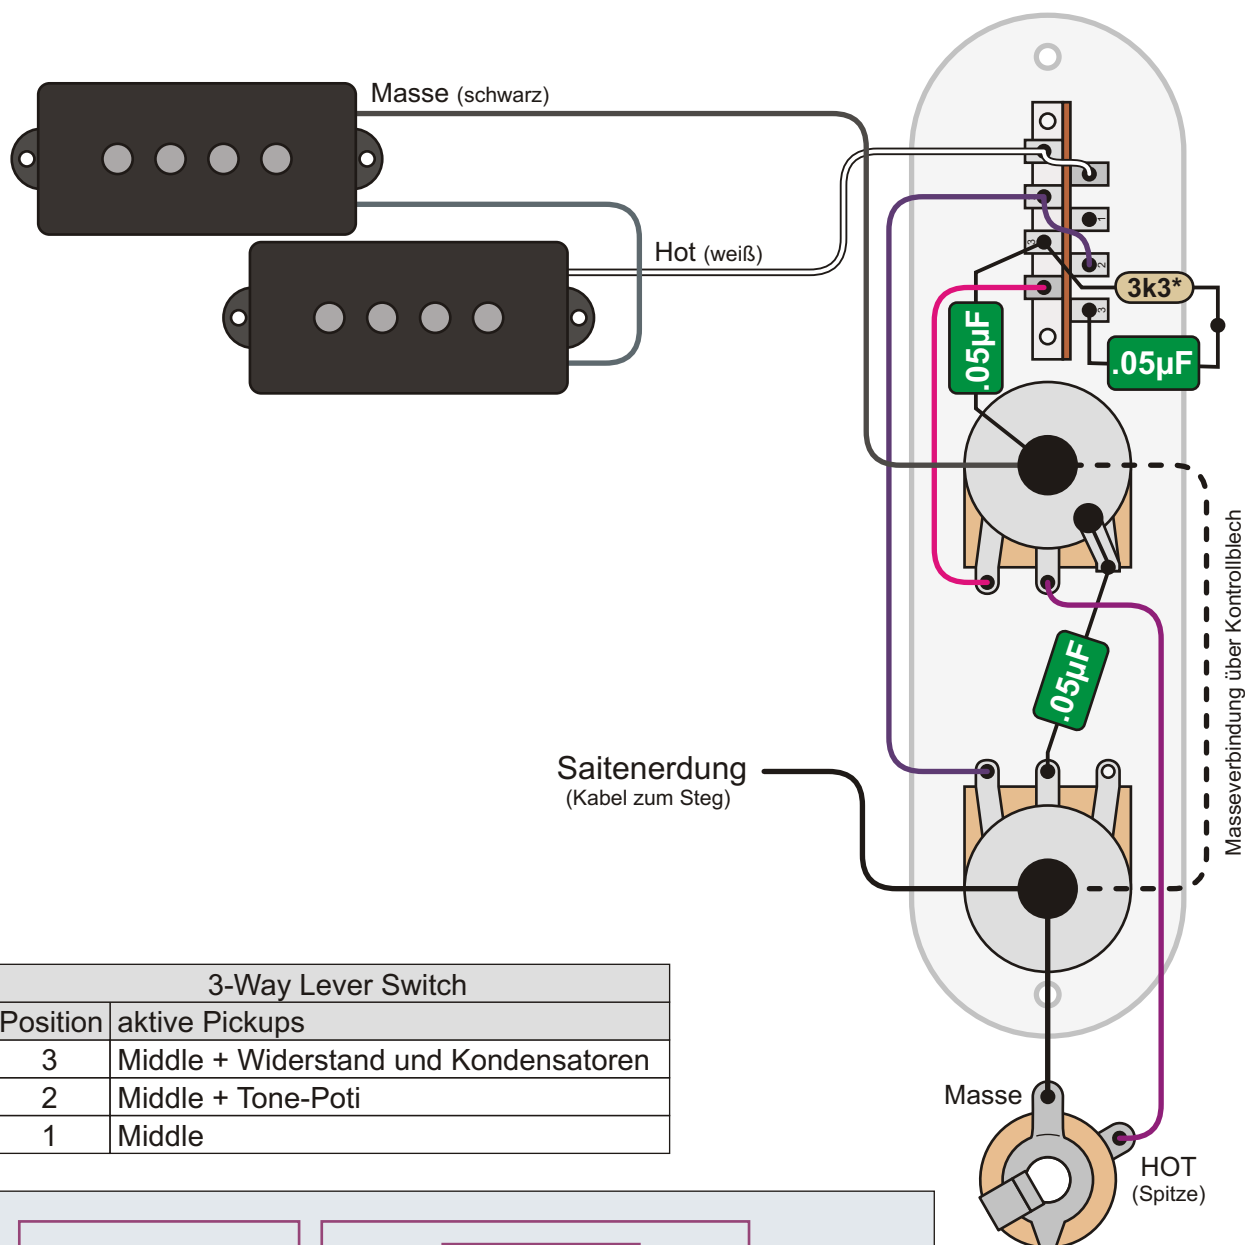 Masse (schwarz)
Hot (weiß)
1
3
2
3
3k3*
.05µF
.05µF
.05µF
Masseverbindung über Kontrollblech
Saitenerdung
(Kabel zum Steg)
3-Way Lever Switch
Position aktive Pickups
3 Middle + Widerstand und Kondensatoren
2 Middle + Tone-Poti
1 Middle
Masse
HOT
(Spitze)